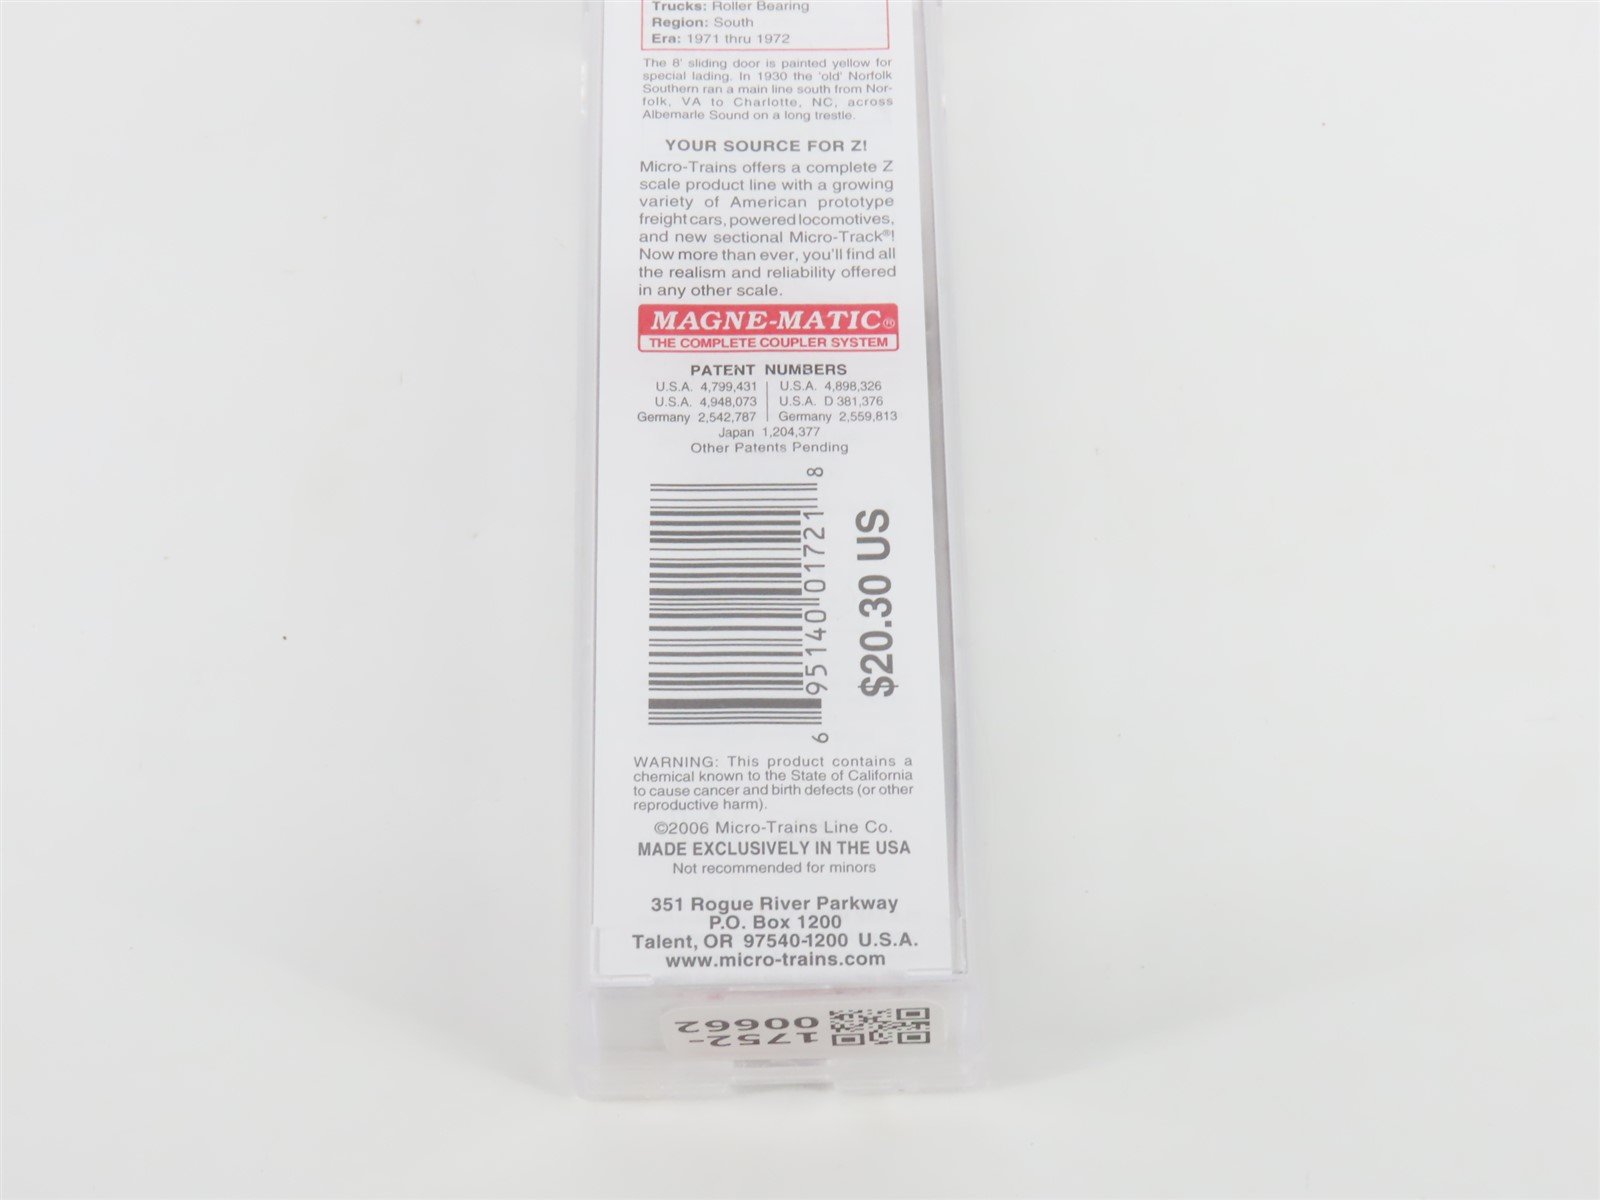 Trucks: Roller Bearing
Region: South
Era: 1971 thru 1972
The 8' sliding door is painted yellow for
special lading. In 1930 the 'old' Norfolk
Southern ran a main line south from Nor-
folk, VA to Charlotte, NC, across
Albemarle Sound on a long trestle.
YOUR SOURCE FOR Z!
Micro-Trains offers a complete Z
scale product line with a growing
variety of American prototype
freight cars, powered locomotives,
and new sectional Micro-Track®!
Now more than ever, you'll find all
the realism and reliability offered
in any other scale.
MAGNE-MATIC®
THE COMPLETE COUPLER SYSTEM
PATENT NUMBERS
U.S.A. 4,799,431 | U.S.A. 4,898,326
U.S.A. 4,948,073 | U.S.A. D 381,376
Germany 2,542,787 | Germany 2,559,813
Japan 1,204,377
Other Patents Pending
6 95140 01721 8
$20.30 US
WARNING: This product contains a
chemical known to the State of California
to cause cancer and birth defects (or other
reproductive harm).
©2006 Micro-Trains Line Co.
MADE EXCLUSIVELY IN THE USA
Not recommended for minors
351 Rogue River Parkway
P.O. Box 1200
Talent, OR 97540-1200 U.S.A.
www.micro-trains.com
1752-
00662